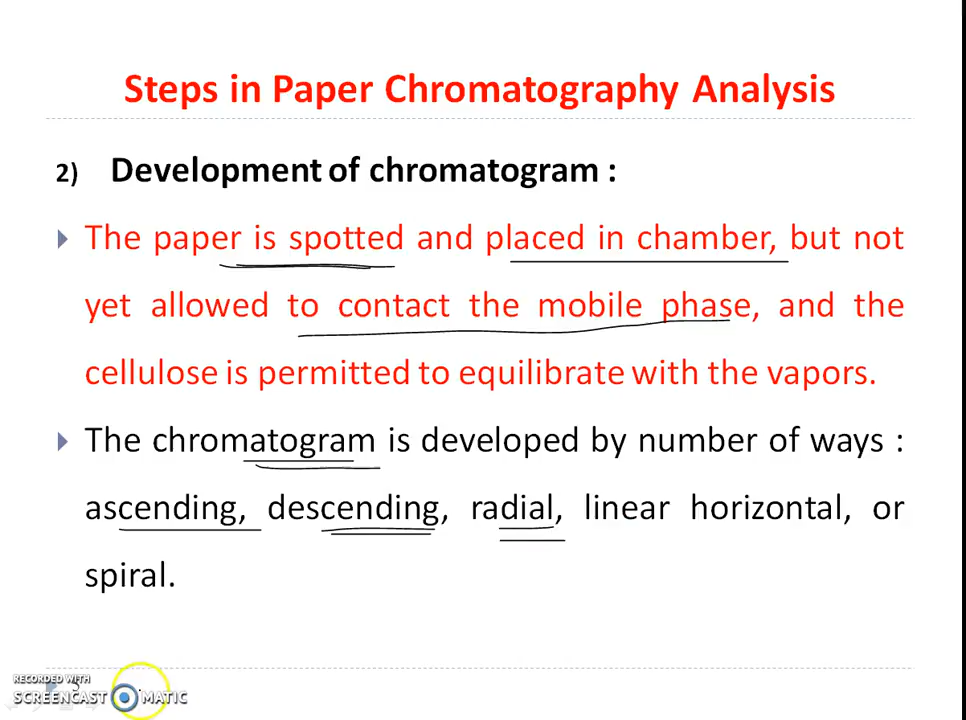 Steps in Paper Chromatography Analysis
2) Development of chromatogram :
The paper is spotted and placed in chamber, but not
yet allowed to contact the mobile phase, and the
cellulose is permitted to equilibrate with the vapors.
The chromatogram is developed by number of ways :
ascending, descending, radial, linear horizontal, or
spiral.
RECORDED WITH
5
SCREENCAST MATIC